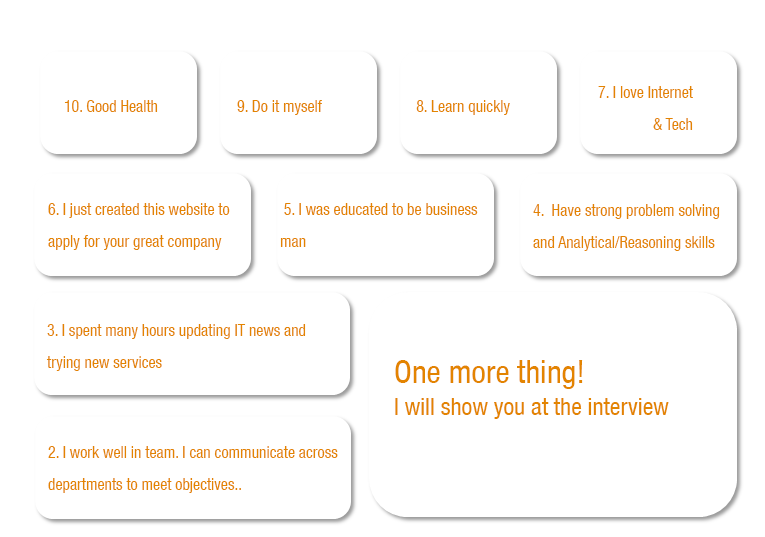 10. Good Health
9. Do it myself
8. Learn quickly
7. I love Internet
& Tech
6. I just created this website to
apply for your great company
5. I was educated to be business
man
4.  Have strong problem solving
and Analytical/Reasoning skills
3. I spent many hours updating IT news and
trying new services
2. I work well in team. I can communicate across
departments to meet objectives..
One more thing!
I will show you at the interview